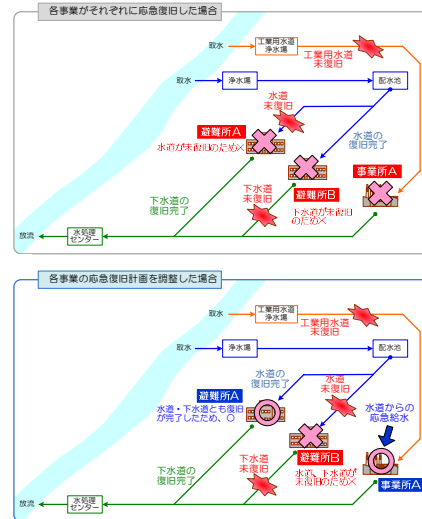 各事業がそれぞれに応急復旧した場合
取水
工業用水道
浄水場
工業用水道
未復旧
取水
浄水場
配水池
水道
未復旧
避難所A
水道が未復旧のため×
水道の
復旧完了
避難所B
下水道が未復旧
のため×
事業所A
下水道の
復旧完了
下水道
未復旧
放流
水処理
センター
各事業の応急復旧計画を調整した場合
取水
工業用水道
浄水場
工業用水道
未復旧
取水
浄水場
配水池
水道の
復旧完了
水道
未復旧
避難所A
水道・下水道とも復旧
が完了したため、○
水道からの
応急給水
避難所B
水道、下水道が
未復旧のため×
事業所A
下水道の
復旧完了
下水道
未復旧
放流
水処理
センター